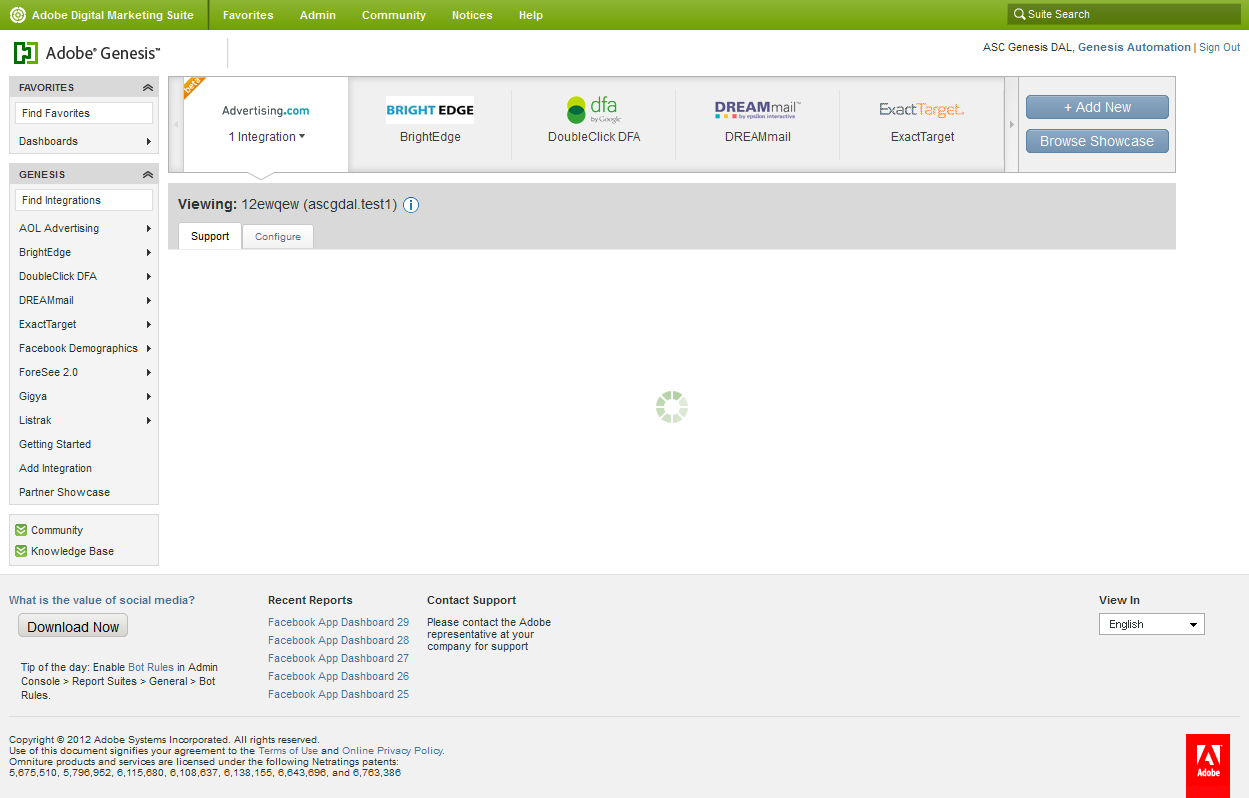 Adobe Digital Marketing Suite
Favorites
Admin
Community
Notices
Help
Suite Search
Adobe® Genesis™
ASC Genesis DAL, Genesis Automation | Sign Out
FAVORITES
Find Favorites
Dashboards
GENESIS
Find Integrations
AOL Advertising
BrightEdge
DoubleClick DFA
DREAMmail
ExactTarget
Facebook Demographics
ForeSee 2.0
Gigya
Listrak
Getting Started
Add Integration
Partner Showcase
Community
Knowledge Base
beta
Advertising.com
1 Integration
BRIGHT EDGE
BrightEdge
dfa
by Google
DoubleClick DFA
DREAMmail™
by epsilon interactive
DREAMmail
ExactTarget.
ExactTarget
+ Add New
Browse Showcase
Viewing: 12ewqew (ascgdal.test1)
Support
Configure
What is the value of social media?
Download Now
Tip of the day: Enable Bot Rules in Admin
Console > Report Suites > General > Bot
Rules.
Recent Reports
Facebook App Dashboard 29
Facebook App Dashboard 28
Facebook App Dashboard 27
Facebook App Dashboard 26
Facebook App Dashboard 25
Contact Support
Please contact the Adobe
representative at your
company for support
View In
English
Copyright © 2012 Adobe Systems Incorporated. All rights reserved.
Use of this document signifies your agreement to the Terms of Use and Online Privacy Policy.
Omniture products and services are licensed under the following Netratings patents:
5,675,510, 5,796,952, 6,115,680, 6,108,637, 6,138,155, 6,643,696, and 6,763,386
Adobe